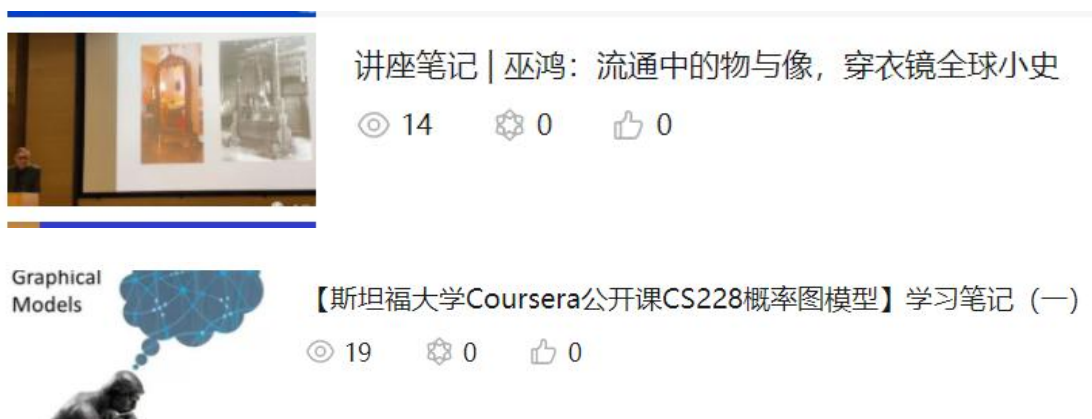 讲座笔记 | 巫鸿：流通中的物与像，穿衣镜全球小史
14 0 0
Graphical
Models
【斯坦福大学Coursera公开课CS228概率图模型】学习笔记（一）
19 0 0